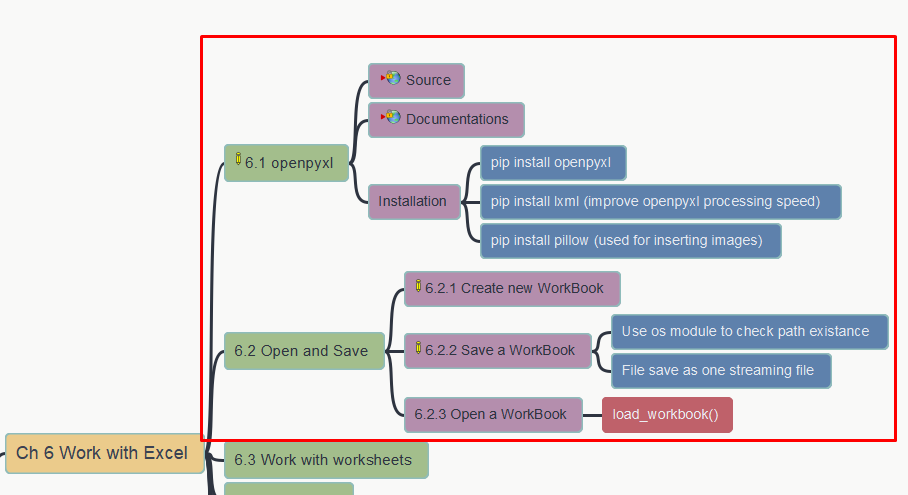 Source
Documentations
6.1 openpyxl
pip install openpyxl
Installation
pip install lxml (improve openpyxl processing speed)
pip install pillow (used for inserting images)
6.2.1 Create new WorkBook
Use os module to check path existance
6.2 Open and Save
6.2.2 Save a WorkBook
File save as one streaming file
6.2.3 Open a WorkBook
load_workbook()
Ch 6 Work with Excel
6.3 Work with worksheets